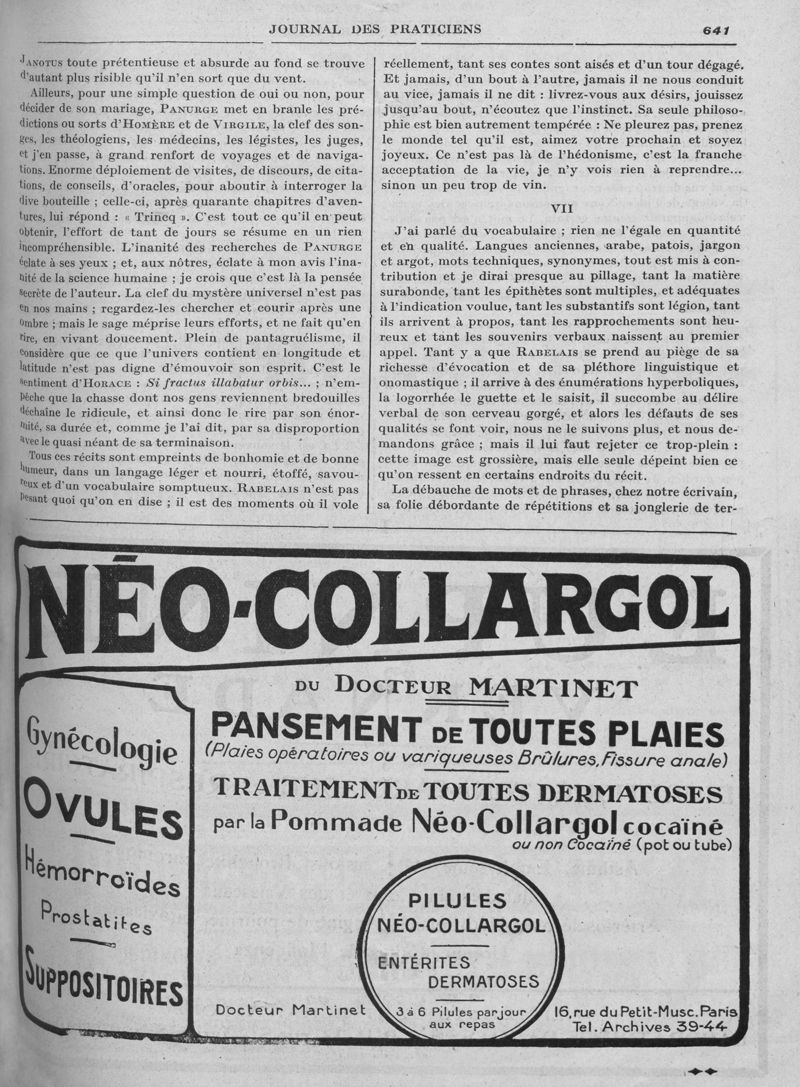 JOURNAL DES PRATICIENS
641
JANOTUS toute prétentieuse et absurde au fond se trouve
d'autant plus risible qu'il n'en sort que du vent.
Ailleurs, pour une simple question de oui ou non, pour
décider de son mariage, PANURGE met en branle les pré-
dictions ou sorts d'HOMÈRE et de VIRGILE, la clef des son-
ges, les théologiens, les médecins, les légistes, les juges,
et j'en passe, à grand renfort de voyages et de naviga-
tions. Enorme déploiement de visites, de discours, de cita-
tions, de conseils, d'oracles, pour aboutir à interroger la
dive bouteille ; celle-ci, après quarante chapitres d'aven-
tures, lui répond : « Trincq ». C'est tout ce qu'il en peut
obtenir, l'effort de tant de jours se résume en un rien
incompréhensible. L'inanité des recherches de PANURGE
éclate à ses yeux ; et, aux nôtres, éclate à mon avis l'ina-
nité de la science humaine ; je crois que c'est là la pensée
secrète de l'auteur. La clef du mystère universel n'est pas
en nos mains ; regardez-les chercher et courir après une
ombre ; mais le sage méprise leurs efforts, et ne fait qu'en
rire, en vivant doucement. Plein de pantagruélisme, il
considère que ce que l'univers contient en longitude et
latitude n'est pas digne d'émouvoir son esprit. C'est le
sentiment d'HORACE : Si fractus illabatur orbis... ; n'em-
pêche que la chasse dont nos gens reviennent bredouilles
déchaîne le ridicule, et ainsi donc le rire par son énor-
mité, sa durée et, comme je l'ai dit, par sa disproportion
avec le quasi néant de sa terminaison.
Tous ces récits sont empreints de bonhomie et de bonne
humeur, dans un langage léger et nourri, étoffé, savou-
reux et d'un vocabulaire somptueux. RABELAIS n'est pas
pesant quoi qu'on en dise ; il est des moments où il vole
réellement, tant ses contes sont aisés et d'un tour dégagé.
Et jamais, d'un bout à l'autre, jamais il ne nous conduit
au vice, jamais il ne dit : livrez-vous aux désirs, jouissez
jusqu'au bout, n'écoutez que l'instinct. Sa seule philoso-
phie est bien autrement tempérée : Ne pleurez pas, prenez
le monde tel qu'il est, aimez votre prochain et soyez
joyeux. Ce n'est pas là de l'hédonisme, c'est la franche
acceptation de la vie, je n'y vois rien à reprendre...
sinon un peu trop de vin.
VII
J'ai parlé du vocabulaire ; rien ne l'égale en quantité
et en qualité. Langues anciennes, arabe, patois, jargon
et argot, mots techniques, synonymes, tout est mis à con-
tribution et je dirai presque au pillage, tant la matière
surabonde, tant les épithètes sont multiples, et adéquates
à l'indication voulue, tant les substantifs sont légion, tant
ils arrivent à propos, tant les rapprochements sont heu-
reux et tant les souvenirs verbaux naissent au premier
appel. Tant y a que RABELAIS se prend au piège de sa
richesse d'évocation et de sa pléthore linguistique et
onomastique ; il arrive à des énumérations hyperboliques,
la logorrhée le guette et le saisit, il succombe au délire
verbal de son cerveau gorgé, et alors les défauts de ses
qualités se font voir, nous ne le suivons plus, et nous de-
mandons grâce ; mais il lui faut rejeter ce trop-plein :
cette image est grossière, mais elle seule dépeint bien ce
qu'on ressent en certains endroits du récit.
La débauche de mots et de phrases, chez notre écrivain,
sa folie débordante de répétitions et sa jonglerie de ter-
NÉO-COLLARGOL
DU DOCTEUR MARTINET
PANSEMENT DE TOUTES PLAIES
(Plaies opératoires ou variqueuses Brûlures, Fissure anale)
TRAITEMENT DE TOUTES DERMATOSES
par la Pommade Néo-Collargol cocaïné
ou non Cocaïné (pot ou tube)
Gynécologie
OVULES
Hémorroïdes
Prostatites
SUPPOSITOIRES
PILULES
NÉO-COLLARGOL
ENTÉRITES
DERMATOSES
3 à 6 Pilules par jour
aux repas
Docteur Martinet
16, rue du Petit-Musc. Paris
Tel. Archives 39-44